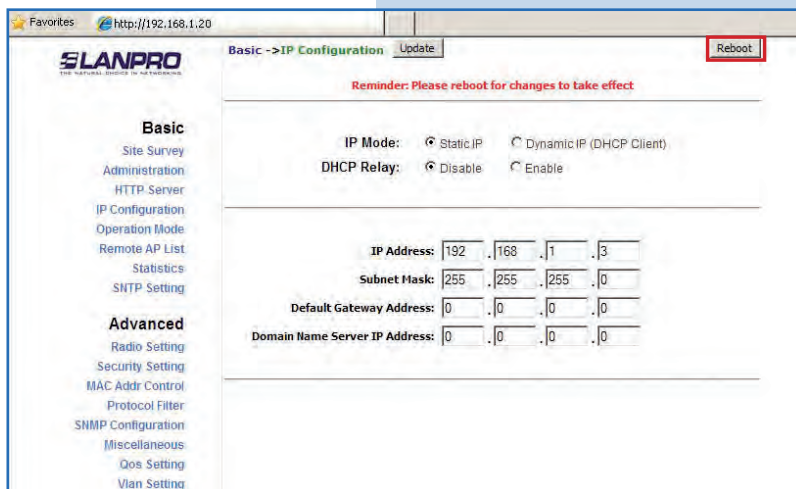 Favorites http://192.168.1.20
LANPRO
THE NATURAL CHOICE IN NETWORKING
Basic ->IP Configuration Update Reboot
Reminder: Please reboot for changes to take effect
Basic
Site Survey
Administration
HTTP Server
IP Configuration
Operation Mode
Remote AP List
Statistics
SNTP Setting
Advanced
Radio Setting
Security Setting
MAC Addr Control
Protocol Filter
SNMP Configuration
Miscellaneous
Qos Setting
Vlan Setting
IP Mode: Static IP Dynamic IP (DHCP Client)
DHCP Relay: Disable Enable
IP Address: 192 . 168 . 1 . 3
Subnet Mask: 255 . 255 . 255 . 0
Default Gateway Address: 0 . 0 . 0 . 0
Domain Name Server IP Address: 0 . 0 . 0 . 0